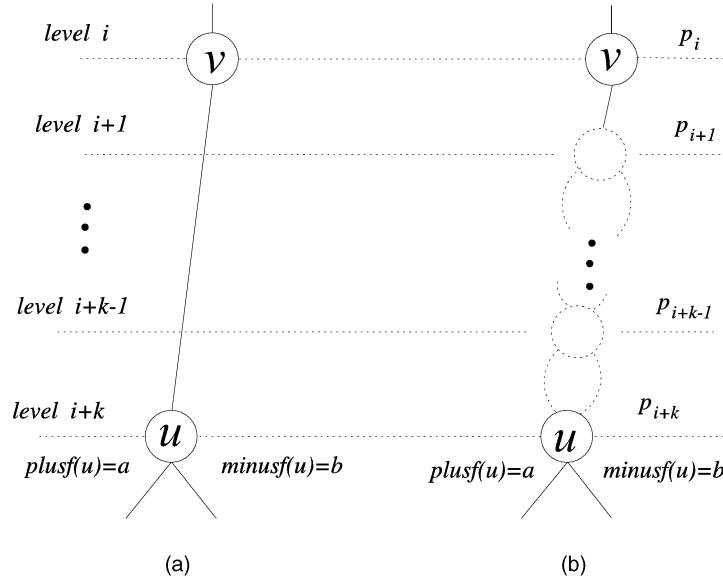 level i
v
v
p_i
level i+1
p_{i+1}
level i+k-1
p_{i+k-1}
level i+k
p_{i+k}
u
u
plusf(u)=a
minusf(u)=b
plusf(u)=a
minusf(u)=b
(a)
(b)